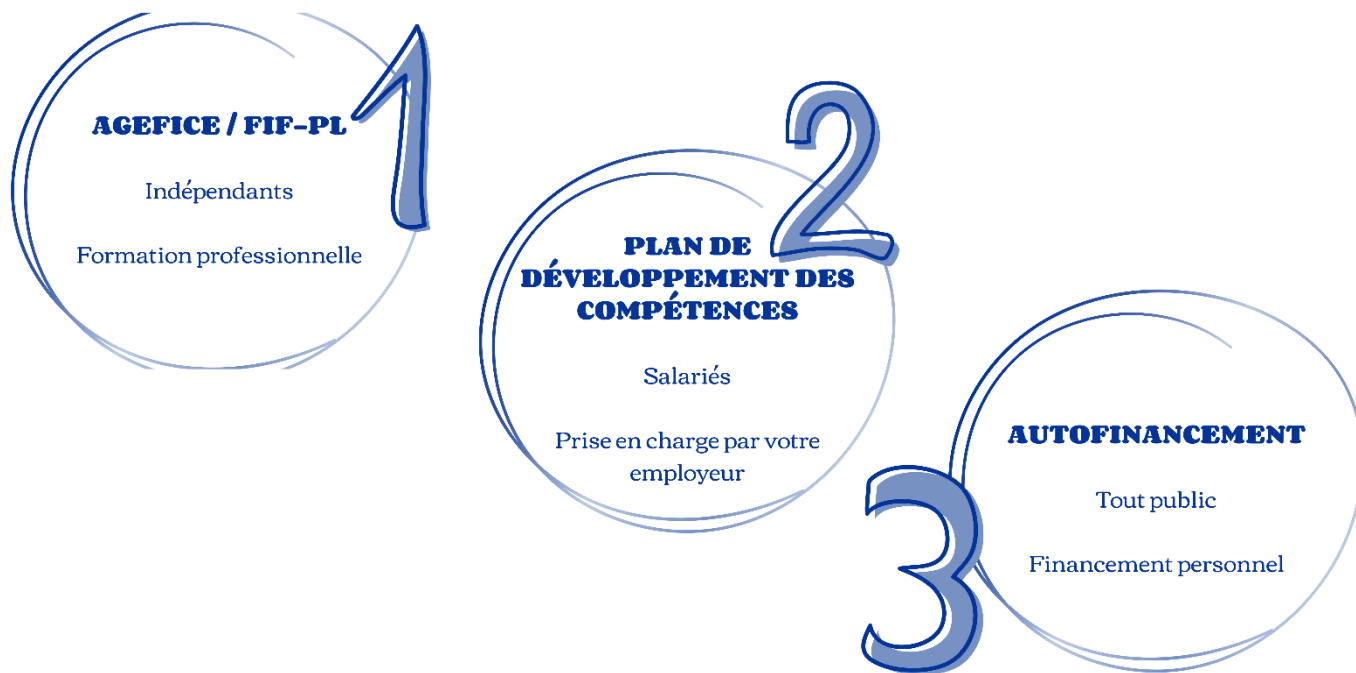 1
AGEFICE / FIF-PL
Indépendants
Formation professionnelle
2
PLAN DE
DÉVELOPPEMENT DES
COMPÉTENCES
Salariés
Prise en charge par votre
employeur
3
AUTOFINANCEMENT
Tout public
Financement personnel